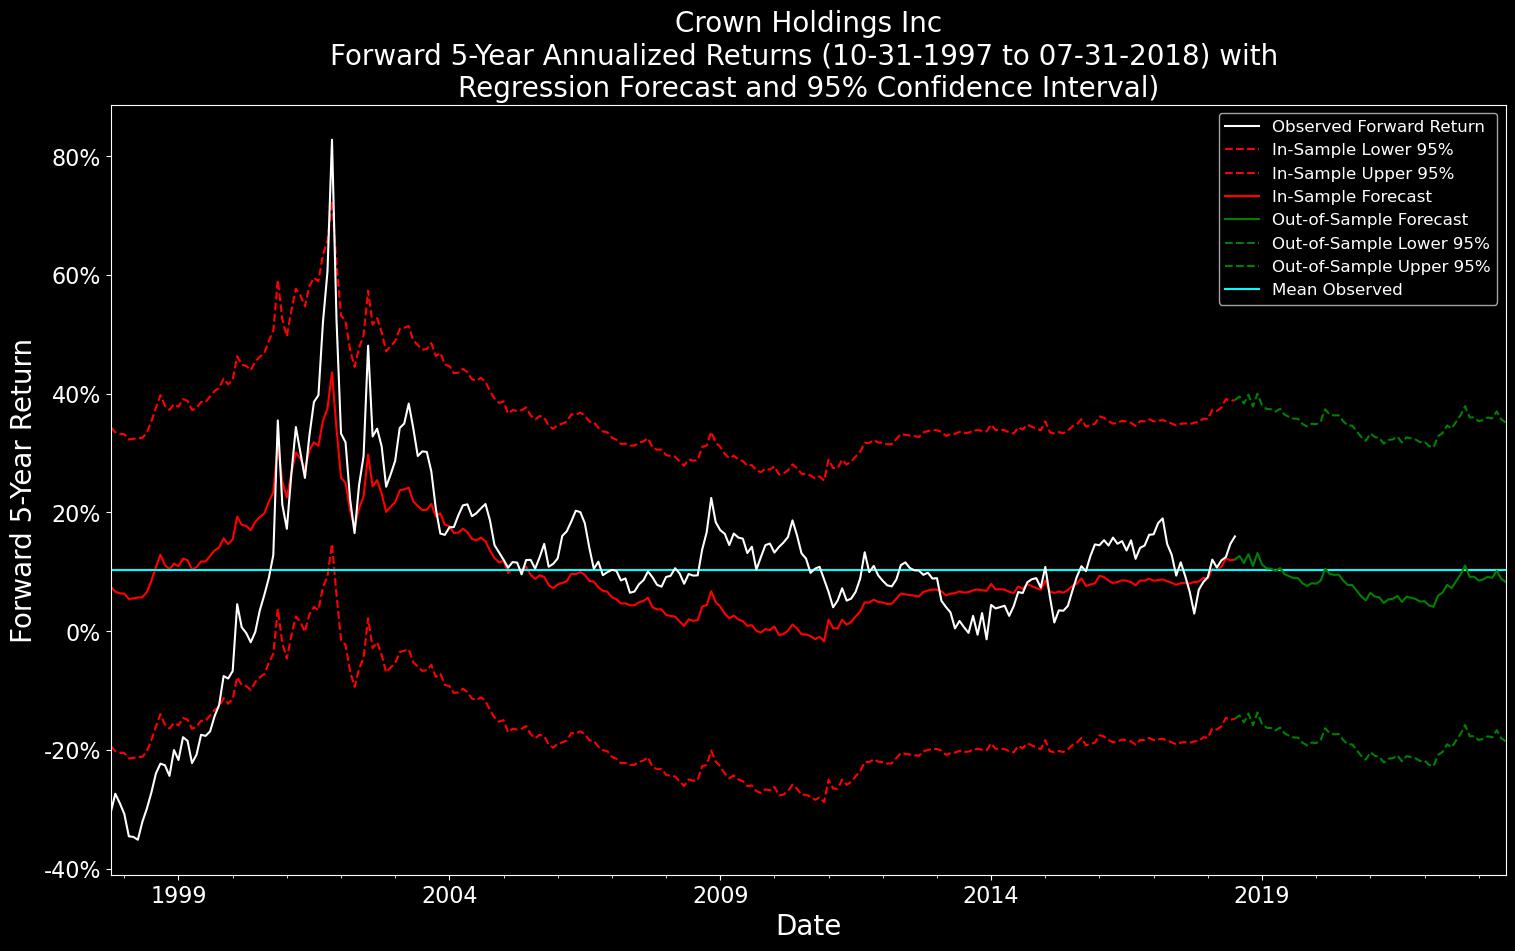 Crown Holdings Inc
Forward 5-Year Annualized Returns (10-31-1997 to 07-31-2018) with
Regression Forecast and 95% Confidence Interval)
Observed Forward Return
In-Sample Lower 95%
In-Sample Upper 95%
In-Sample Forecast
Out-of-Sample Forecast
Out-of-Sample Lower 95%
Out-of-Sample Upper 95%
Mean Observed
Forward 5-Year Return
80%
60%
40%
20%
0%
-20%
-40%
1999 2004 2009 2014 2019
Date